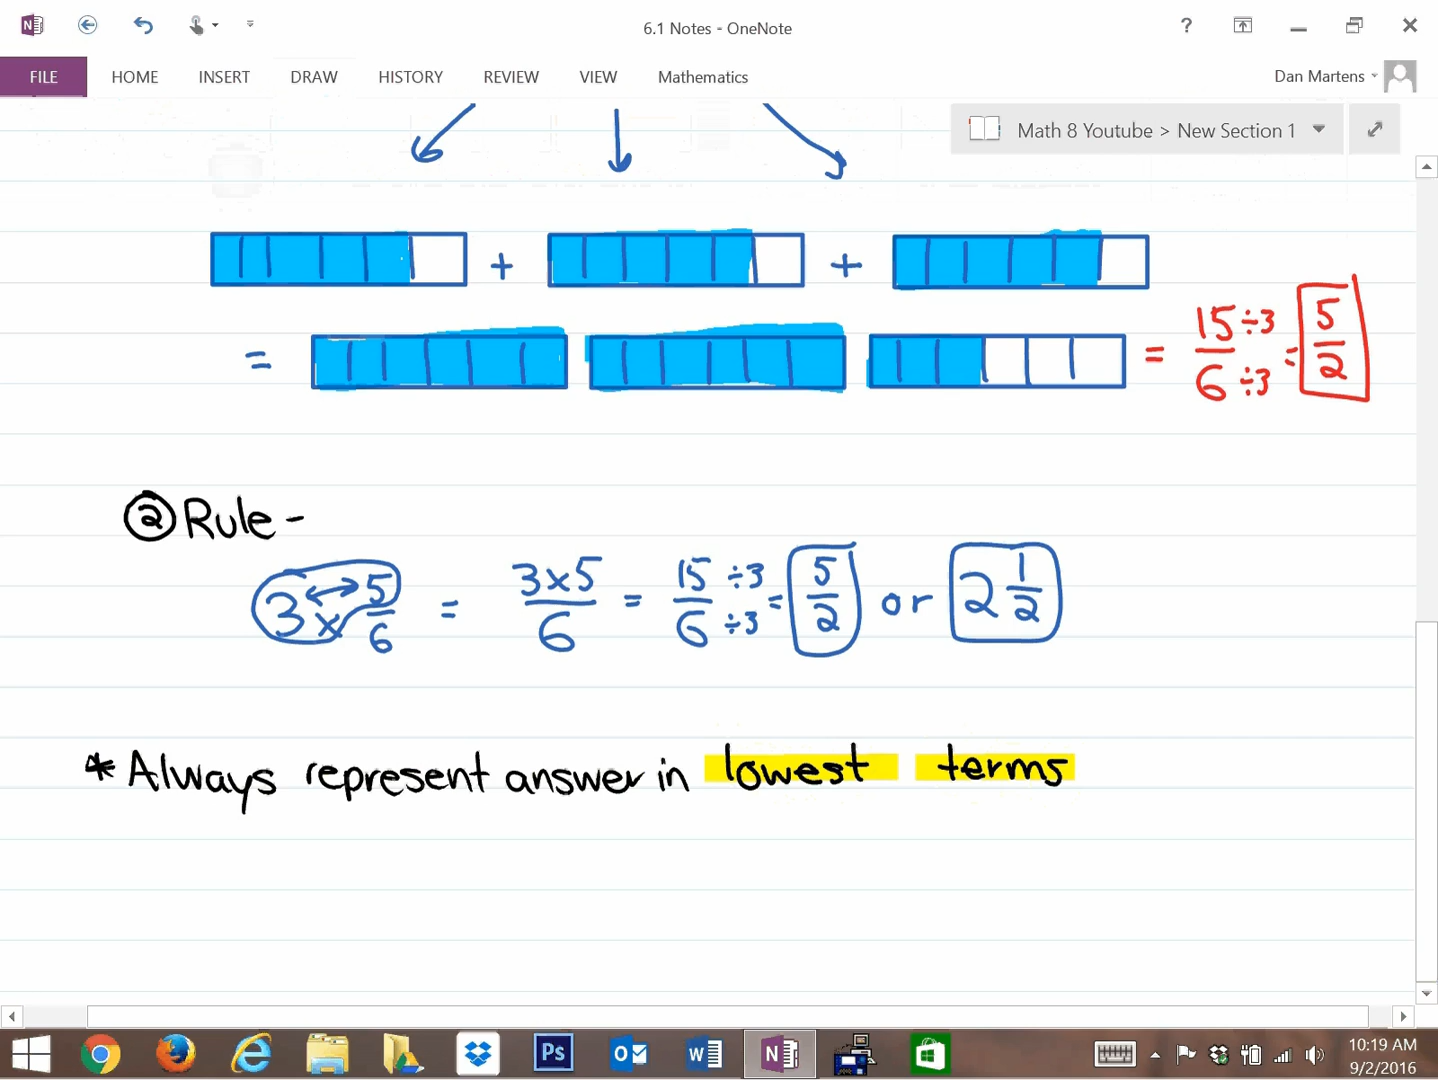 6.1 Notes - OneNote
?
FILE HOME INSERT DRAW HISTORY REVIEW VIEW Mathematics
Dan Martens
Math 8 Youtube > New Section 1
+ +
= = 15÷3/6÷3 = 5/2
② Rule -
3 x 5/6 = 3x5/6 = 15÷3/6÷3 = 5/2 or 2 1/2
* Always represent answer in lowest terms
Ps
10:19 AM
9/2/2016